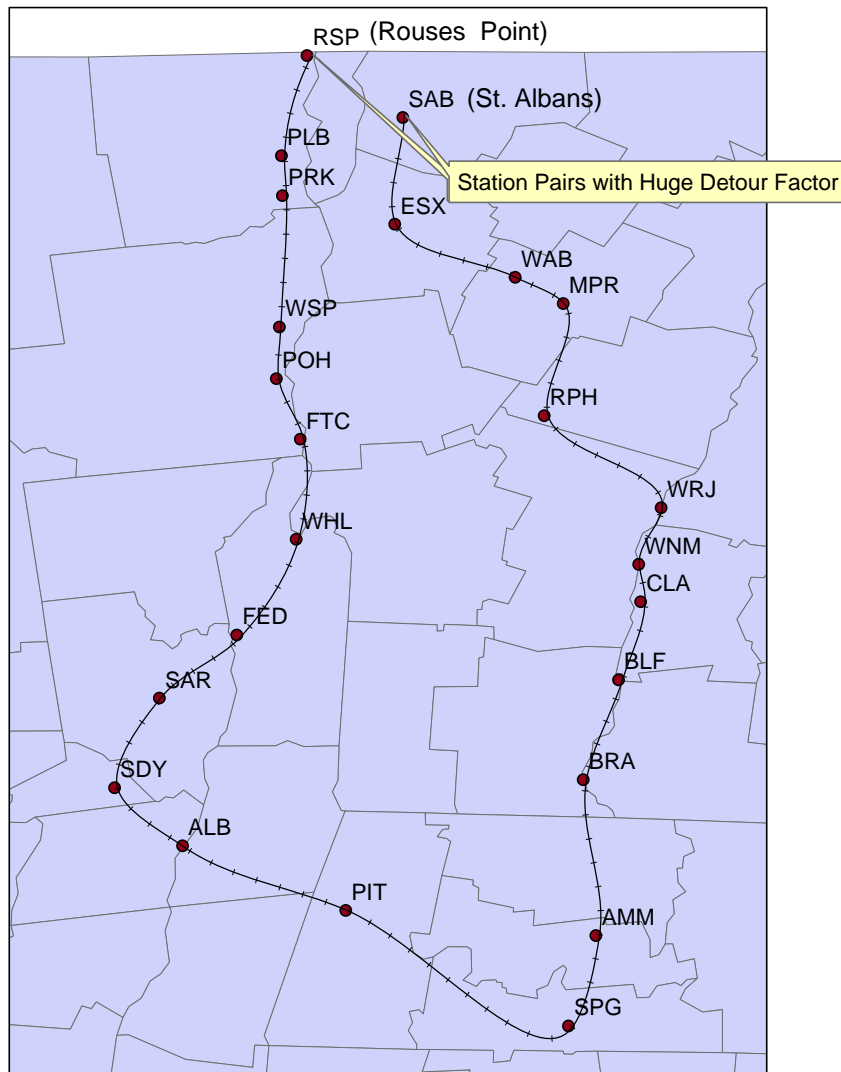 RSP (Rouses Point)
SAB (St. Albans)
PLB
Station Pairs with Huge Detour Factor
PRK
ESX
WAB
MPR
WSP
POH
RPH
FTC
WRJ
WHL
WNM
CLA
FED
BLF
SAR
BRA
SDY
ALB
PIT
AMM
SPG